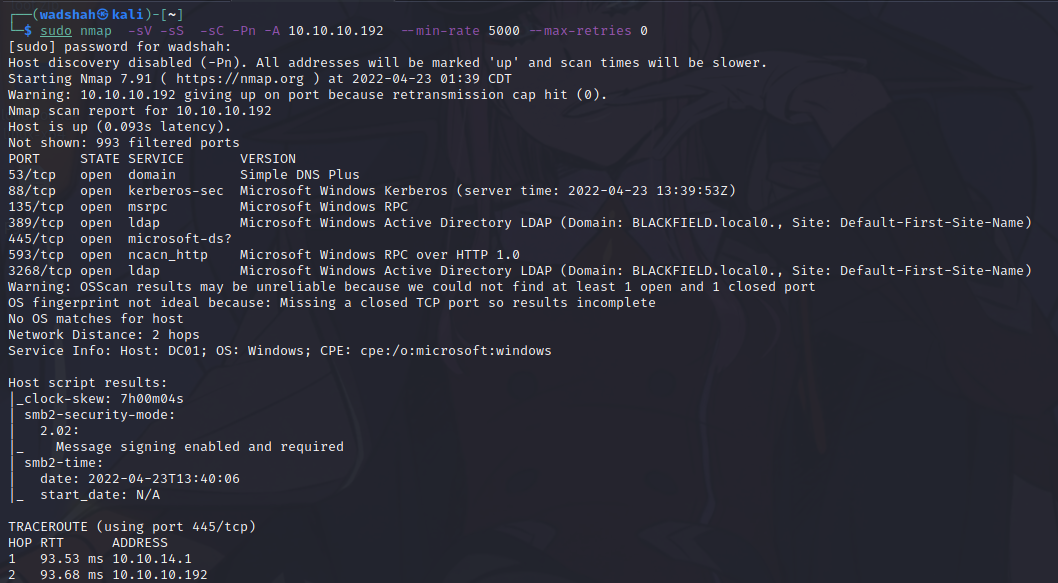 ┌──(wadshah㉿kali)-[~]
└─$ sudo nmap  -sV -sS  -sC -Pn -A 10.10.10.192  --min-rate 5000 --max-retries 0
[sudo] password for wadshah:
Host discovery disabled (-Pn). All addresses will be marked 'up' and scan times will be slower.
Starting Nmap 7.91 ( https://nmap.org ) at 2022-04-23 01:39 CDT
Warning: 10.10.10.192 giving up on port because retransmission cap hit (0).
Nmap scan report for 10.10.10.192
Host is up (0.093s latency).
Not shown: 993 filtered ports
PORT     STATE SERVICE       VERSION
53/tcp   open  domain        Simple DNS Plus
88/tcp   open  kerberos-sec  Microsoft Windows Kerberos (server time: 2022-04-23 13:39:53Z)
135/tcp  open  msrpc         Microsoft Windows RPC
389/tcp  open  ldap          Microsoft Windows Active Directory LDAP (Domain: BLACKFIELD.local0., Site: Default-First-Site-Name)
445/tcp  open  microsoft-ds?
593/tcp  open  ncacn_http    Microsoft Windows RPC over HTTP 1.0
3268/tcp open  ldap          Microsoft Windows Active Directory LDAP (Domain: BLACKFIELD.local0., Site: Default-First-Site-Name)
Warning: OSScan results may be unreliable because we could not find at least 1 open and 1 closed port
OS fingerprint not ideal because: Missing a closed TCP port so results incomplete
No OS matches for host
Network Distance: 2 hops
Service Info: Host: DC01; OS: Windows; CPE: cpe:/o:microsoft:windows

Host script results:
|_clock-skew: 7h00m04s
| smb2-security-mode:
|   2.02:
|_    Message signing enabled and required
| smb2-time:
|   date: 2022-04-23T13:40:06
|_  start_date: N/A

TRACEROUTE (using port 445/tcp)
HOP RTT      ADDRESS
1   93.53 ms 10.10.14.1
2   93.68 ms 10.10.10.192